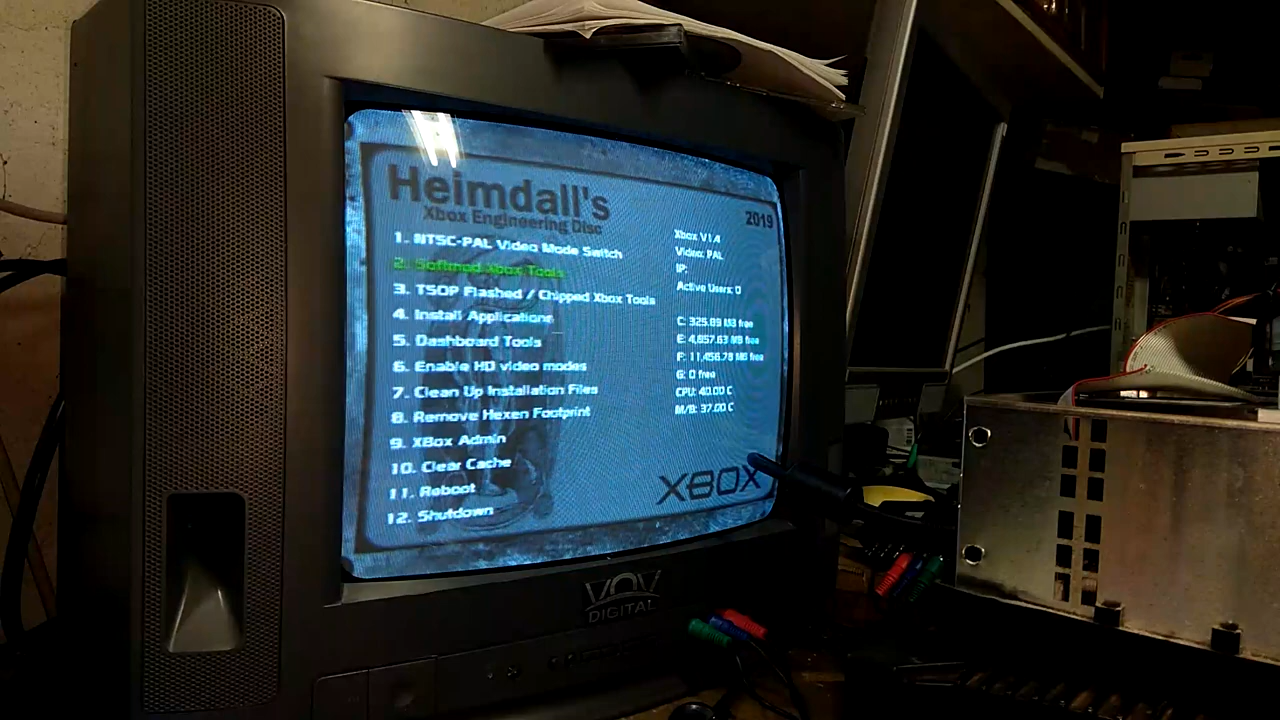 Heimdall's
Xbox Engineering Disc
2019
1. NTSC-PAL Video Mode Switch
2. Softmod Xbox Tools
3. TSOP Flashed / Chipped Xbox Tools
4. Install Applications
5. Dashboard Tools
6. Enable HD video modes
7. Clean Up Installation Files
8. Remove Hexen Footprint
9. XBox Admin
10. Clear Cache
11. Reboot
12. Shutdown
Xbox V1.4
Video: PAL
IP:
Active Users: 0
C: 325.89 MB free
E: 4,857.63 MB free
F: 11,456.78 MB free
G: 0 free
CPU: 40.00 C
M/B: 37.00 C
XBOX
DIGITAL